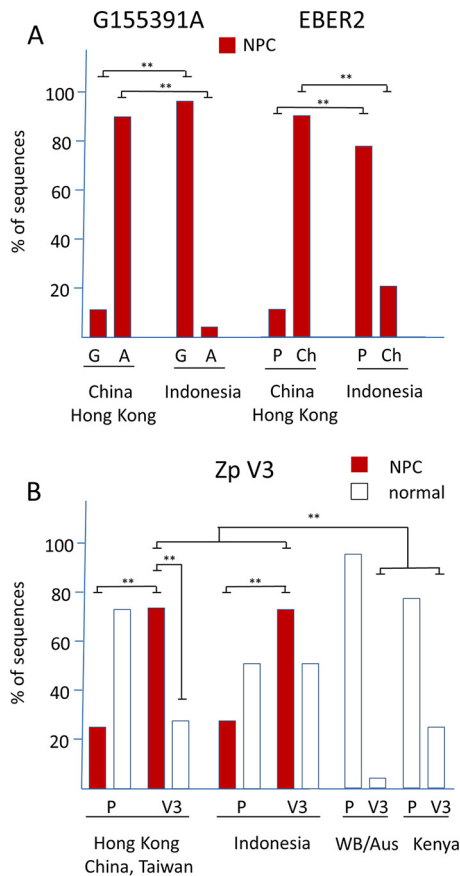 G155391A EBER2
A
NPC
** **
** **
100
80
60
40
20
% of sequences
G A G A P Ch P Ch
China Indonesia China Indonesia
Hong Kong Hong Kong
Zp V3
B
NPC
normal
**
**
** **
100
80
60
40
20
% of sequences
P V3 P V3 P V3 P V3
Hong Kong Indonesia WB/Aus Kenya
China, Taiwan